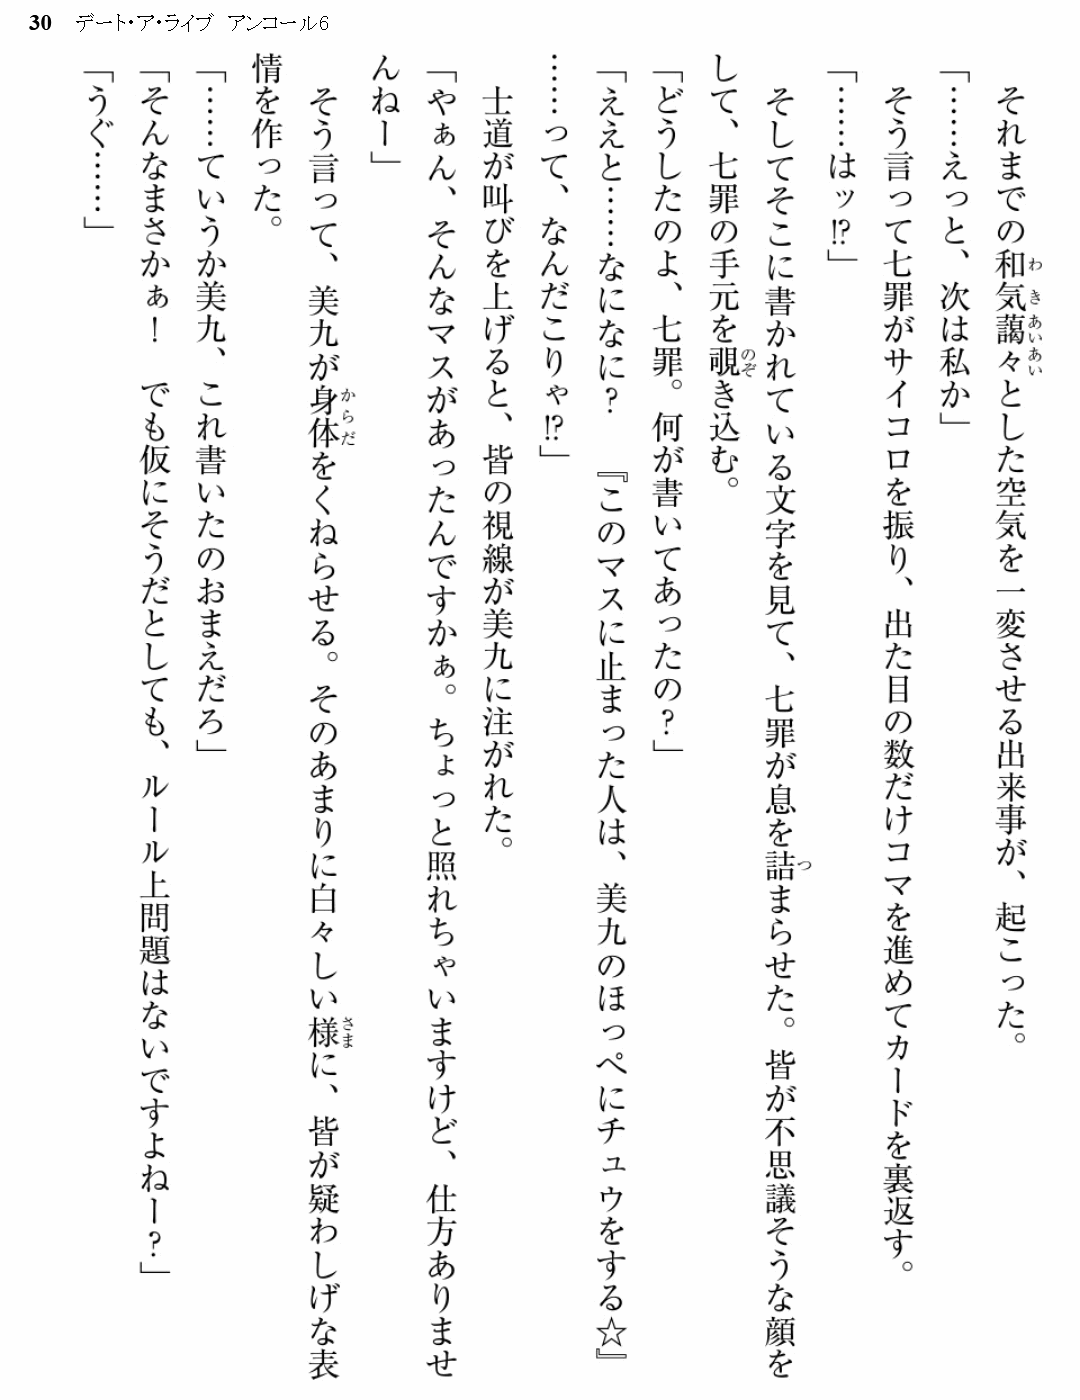 30 デート・ア・ライブ アンコール6
それまでの和気藹々とした空気を一変させる出来事が、起こった。
「……えっと、次は私か」
そう言って七罪がサイコロを振り、出た目の数だけコマを進めてカードを裏返す。
「……はッ!?」
そしてそこに書かれている文字を見て、七罪が息を詰まらせた。皆が不思議そうな顔を
して、七罪の手元を覗き込む。
「どうしたのよ、七罪。何が書いてあったの?」
「ええと……なになに? 『このマスに止まった人は、美九のほっぺにチュウをする☆』
……って、なんだこりゃ!?」
士道が叫びを上げると、皆の視線が美九に注がれた。
「やぁん、そんなマスがあったんですかぁ。ちょっと照れちゃいますけど、仕方ありませ
んねー」
そう言って、美九が身体をくねらせる。そのあまりに白々しい様に、皆が疑わしげな表
情を作った。
「……ていうか美九、これ書いたのおまえだろ」
「そんなまさかぁ! でも仮にそうだとしても、ルール上問題はないですよねー?」
「うぐ……」